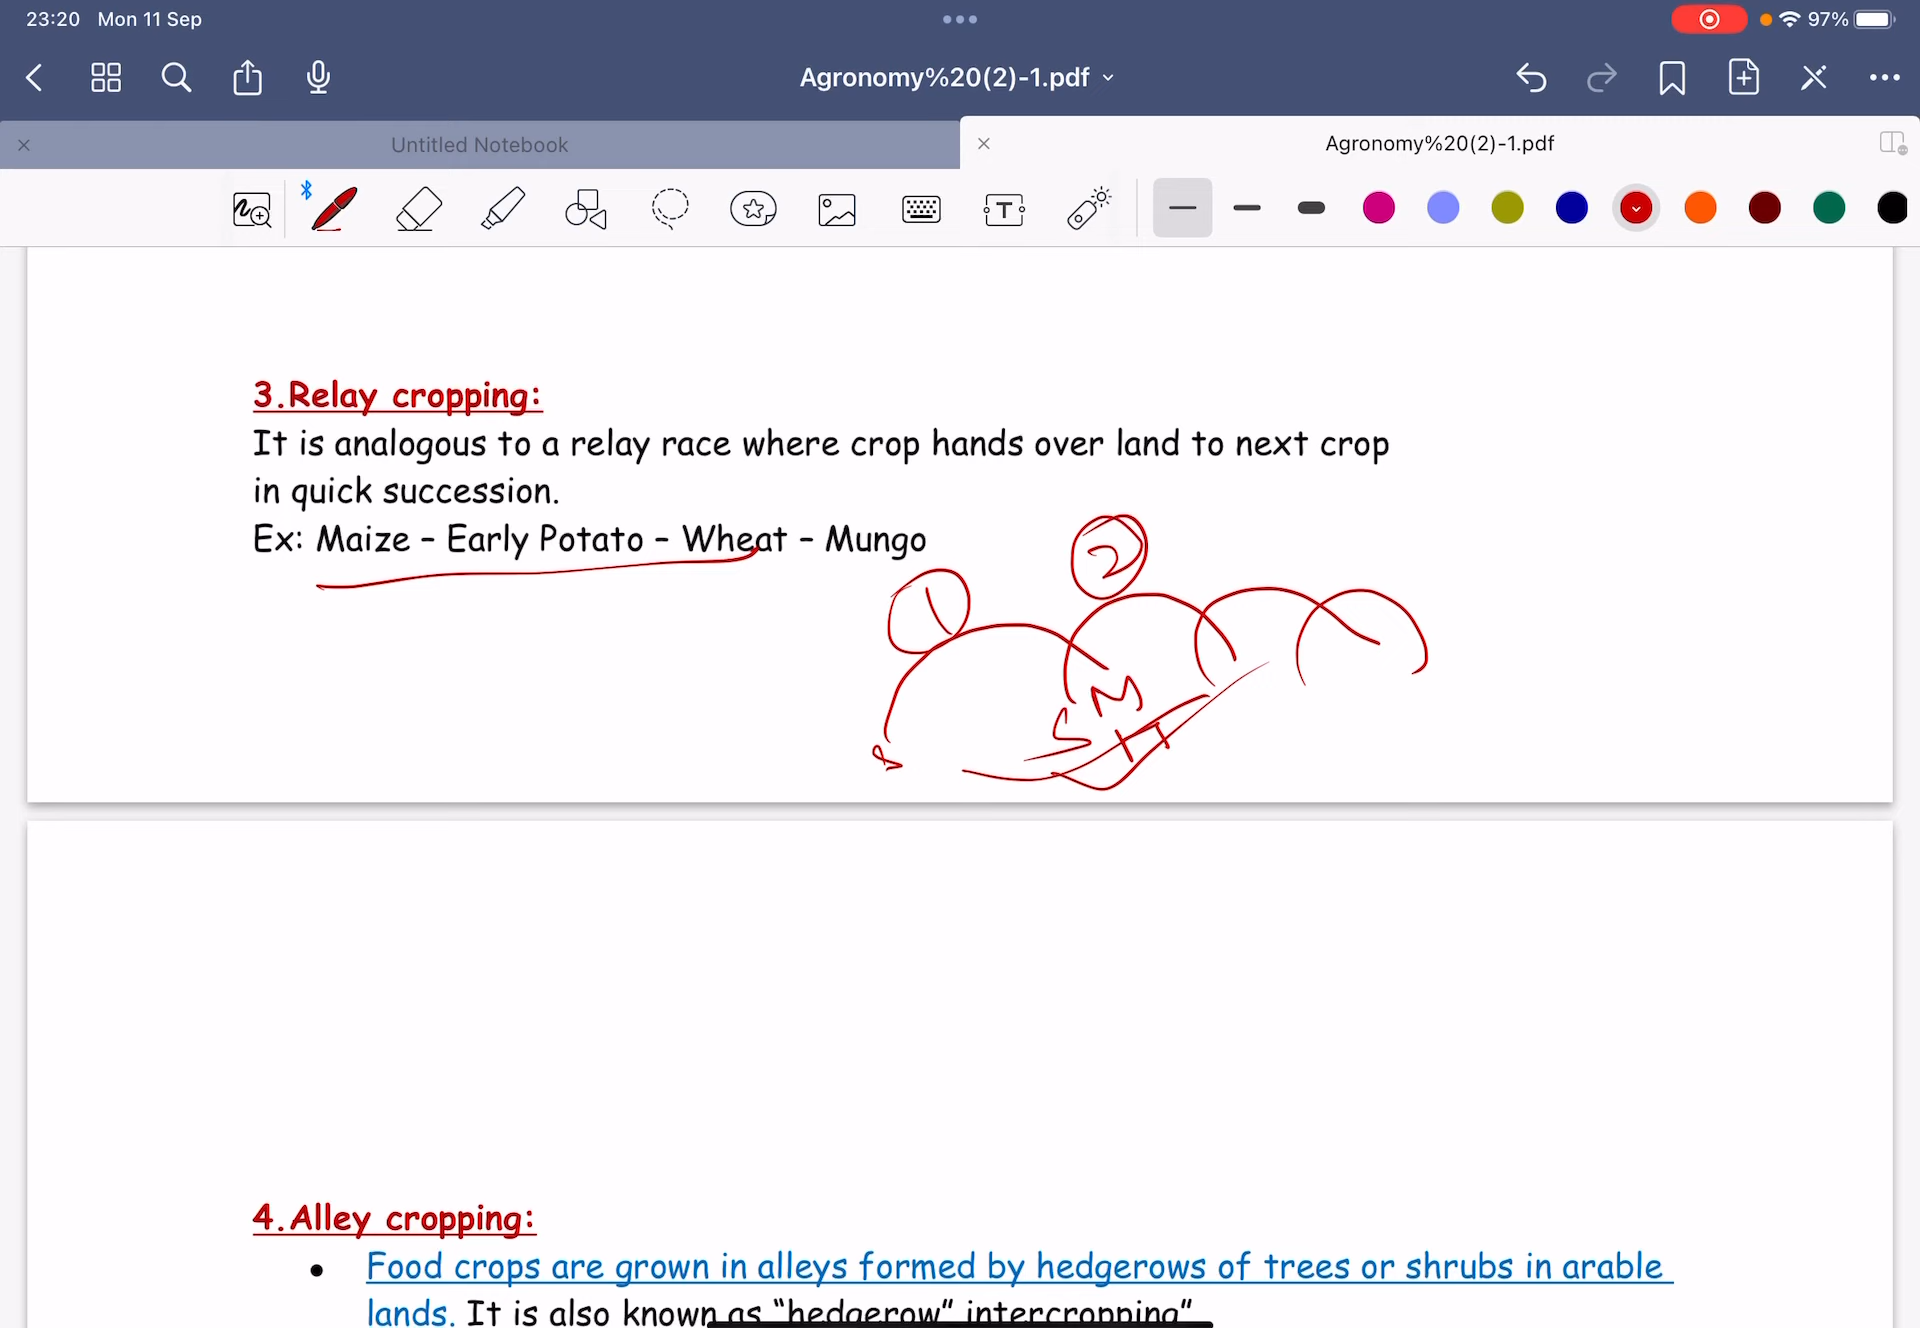 23:20 Mon 11 Sep
97%
Agronomy%20(2)-1.pdf
Untitled Notebook
Agronomy%20(2)-1.pdf
3.Relay cropping:
It is analogous to a relay race where crop hands over land to next crop
in quick succession.
Ex: Maize – Early Potato – Wheat – Mungo
1
2
S M
H
4.Alley cropping:
• Food crops are grown in alleys formed by hedgerows of trees or shrubs in arable
lands. It is also known as “hedgerow” intercropping”